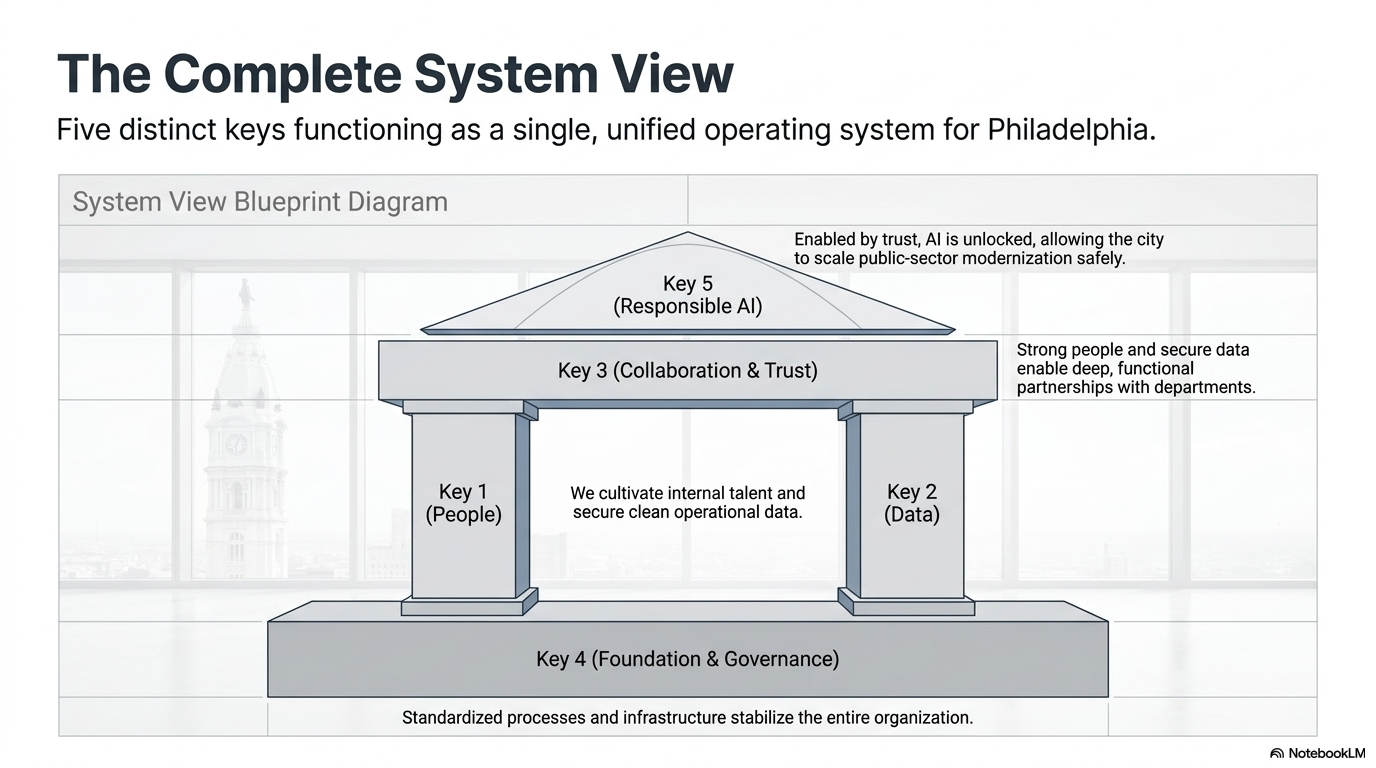 The Complete System View
Five distinct keys functioning as a single, unified operating system for Philadelphia.
System View Blueprint Diagram
Enabled by trust, AI is unlocked, allowing the city
to scale public-sector modernization safely.
Key 5
(Responsible AI)
Key 3 (Collaboration & Trust)
Strong people and secure data
enable deep, functional
partnerships with departments.
Key 1
(People)
We cultivate internal talent and
secure clean operational data.
Key 2
(Data)
Key 4 (Foundation & Governance)
Standardized processes and infrastructure stabilize the entire organization.
NotebookLM